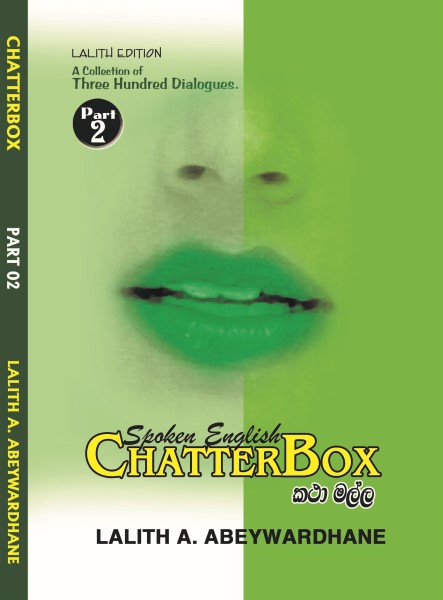 CHATTERBOX
PART 02
LALITH A. ABEYWARDHANE
LALITH EDITION
A Collection of
Three Hundred Dialogues.
Part
2
Spoken English
CHATTERBOX
කථා මල්ල
LALITH A. ABEYWARDHANE